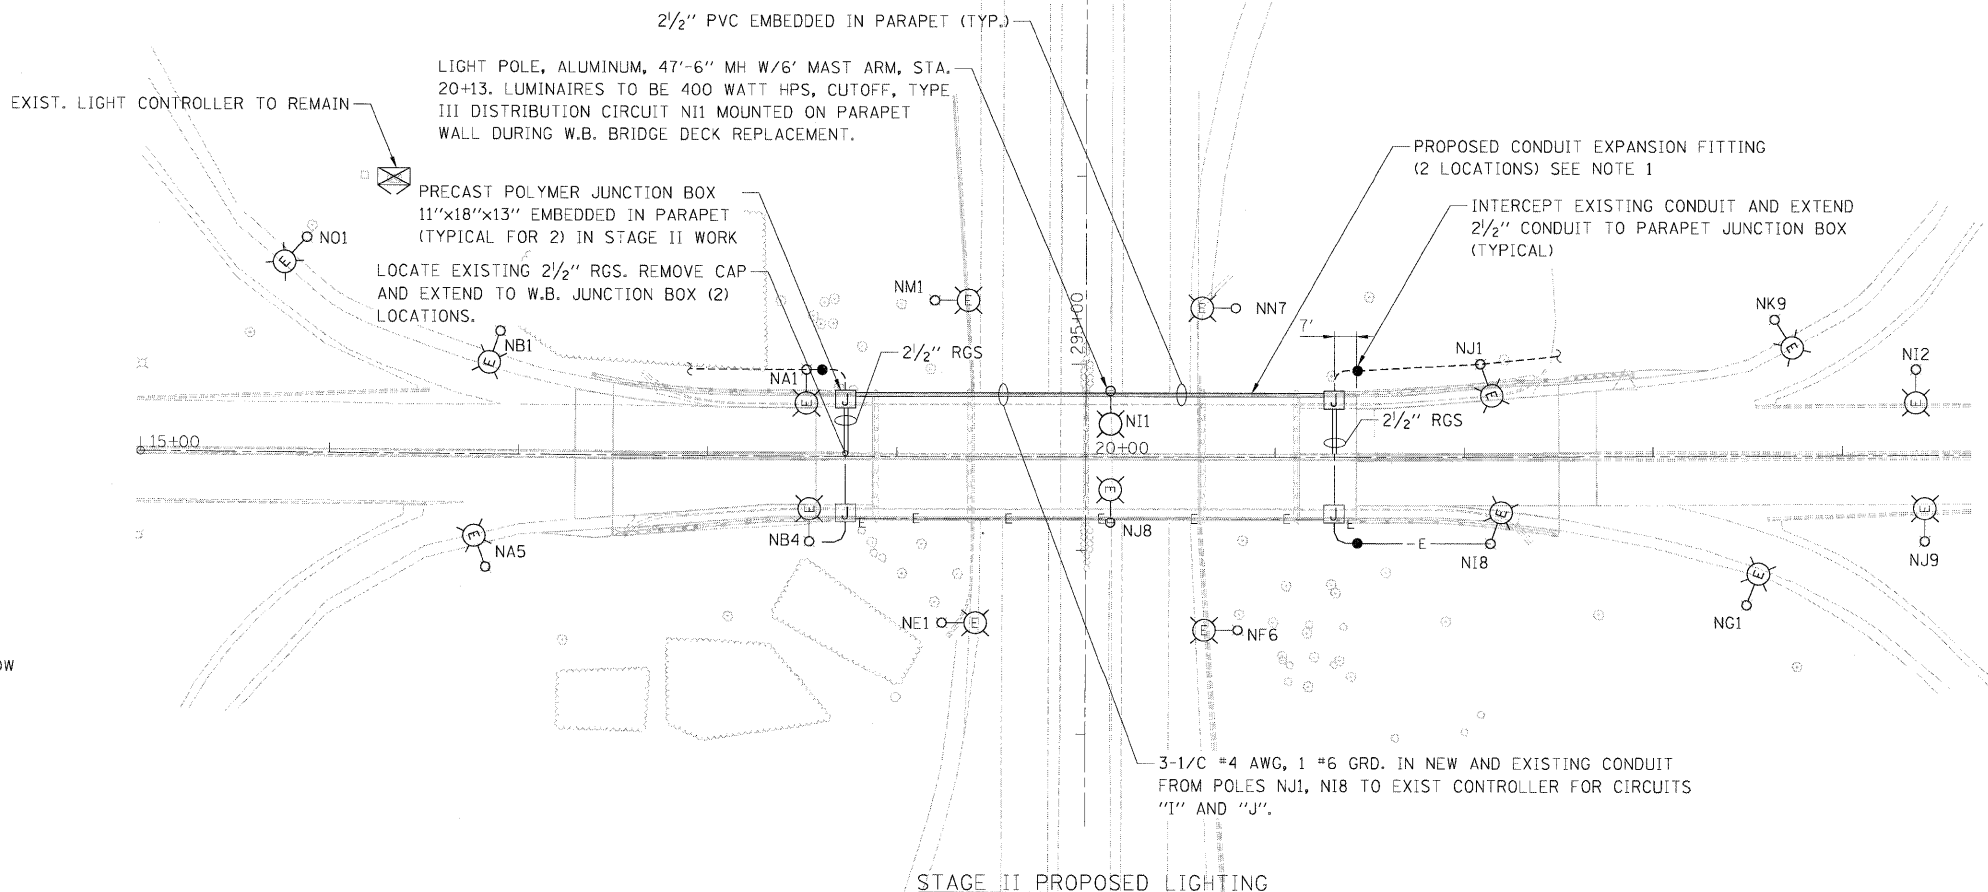 2½" PVC EMBEDDED IN PARAPET (TYP.)
LIGHT POLE, ALUMINUM, 47'-6" MH W/6' MAST ARM, STA.
20+13. LUMINAIRES TO BE 400 WATT HPS, CUTOFF, TYPE
III DISTRIBUTION CIRCUIT NI1 MOUNTED ON PARAPET
WALL DURING W.B. BRIDGE DECK REPLACEMENT.
EXIST. LIGHT CONTROLLER TO REMAIN
PROPOSED CONDUIT EXPANSION FITTING
(2 LOCATIONS) SEE NOTE 1
PRECAST POLYMER JUNCTION BOX
11"x18"x13" EMBEDDED IN PARAPET
(TYPICAL FOR 2) IN STAGE II WORK
INTERCEPT EXISTING CONDUIT AND EXTEND
2½" CONDUIT TO PARAPET JUNCTION BOX
(TYPICAL)
LOCATE EXISTING 2½" RGS. REMOVE CAP
AND EXTEND TO W.B. JUNCTION BOX (2)
LOCATIONS.
NO1
E
NM1
E
295+00
E
NN7
7'
NK9
E
NB1
E
2½" RGS
NJ1
E
NI2
E
NA1
E
J
J
NI1
2½" RGS
15+00
20+00
E
J
E E E E E E
E
NJ8
J
E
E
NB4
E
NI8
E
NA5
E
NJ9
E
NG1
NE1
E
E
NF6
OW
3-1/C #4 AWG, 1 #6 GRD. IN NEW AND EXISTING CONDUIT
FROM POLES NJ1, NI8 TO EXIST CONTROLLER FOR CIRCUITS
"I" AND "J".
STAGE II PROPOSED LIGHTING